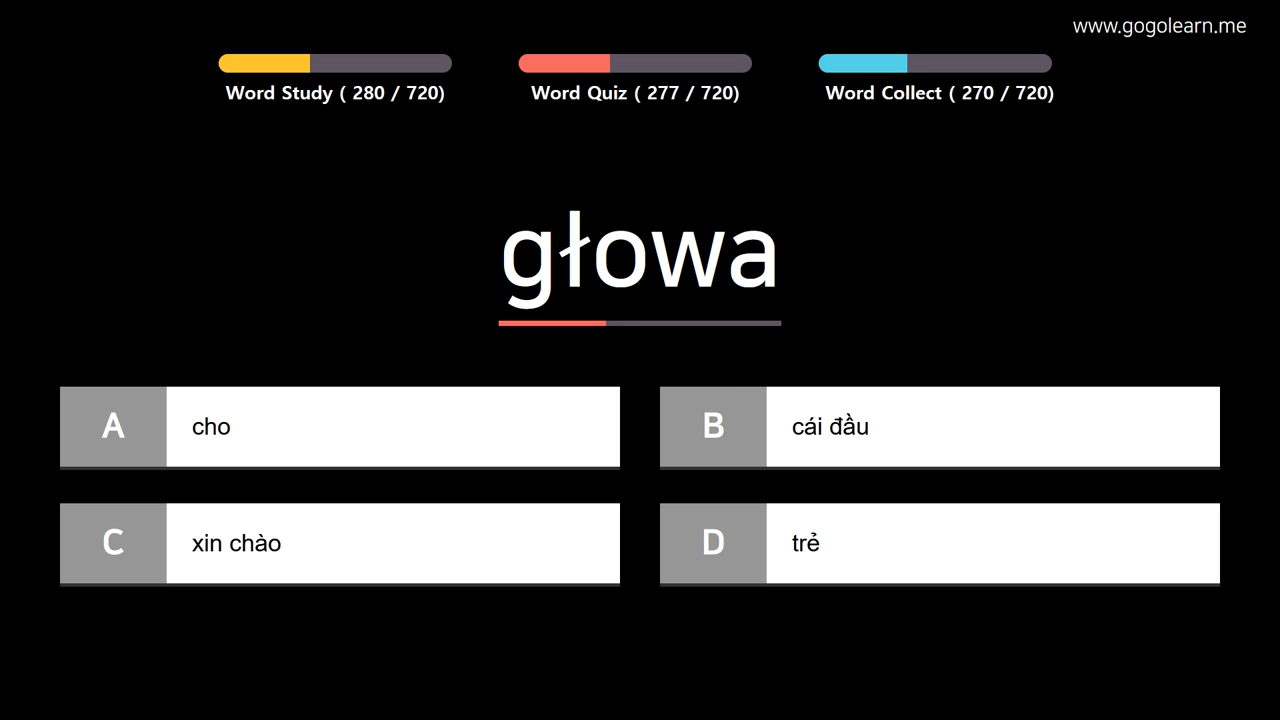 www.gogolearn.me
Word Study ( 280 / 720)
Word Quiz ( 277 / 720)
Word Collect ( 270 / 720)
głowa
A cho
B cái đầu
C xin chào
D trẻ